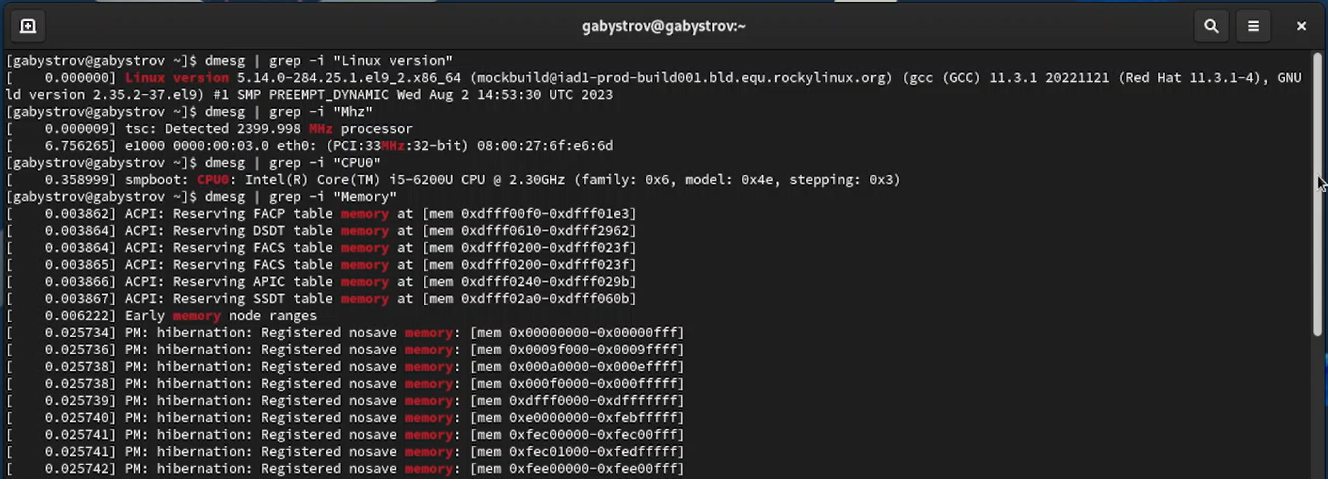 gabystrov@gabystrov:~
[gabystrov@gabystrov ~]$ dmesg | grep -i "Linux version"
[    0.000000] Linux version 5.14.0-284.25.1.el9_2.x86_64 (mockbuild@iad1-prod-build001.bld.equ.rockylinux.org) (gcc (GCC) 11.3.1 20221121 (Red Hat 11.3.1-4), GNU
ld version 2.35.2-37.el9) #1 SMP PREEMPT_DYNAMIC Wed Aug 2 14:53:30 UTC 2023
[gabystrov@gabystrov ~]$ dmesg | grep -i "Mhz"
[    0.000009] tsc: Detected 2399.998 MHz processor
[    6.756265] e1000 0000:00:03.0 eth0: (PCI:33MHz:32-bit) 08:00:27:6f:e6:6d
[gabystrov@gabystrov ~]$ dmesg | grep -i "CPU0"
[    0.358999] smpboot: CPU0: Intel(R) Core(TM) i5-6200U CPU @ 2.30GHz (family: 0x6, model: 0x4e, stepping: 0x3)
[gabystrov@gabystrov ~]$ dmesg | grep -i "Memory"
[    0.003862] ACPI: Reserving FACP table memory at [mem 0xdfff00f0-0xdfff01e3]
[    0.003864] ACPI: Reserving DSDT table memory at [mem 0xdfff0610-0xdfff2962]
[    0.003864] ACPI: Reserving FACS table memory at [mem 0xdfff0200-0xdfff023f]
[    0.003865] ACPI: Reserving FACS table memory at [mem 0xdfff0200-0xdfff023f]
[    0.003866] ACPI: Reserving APIC table memory at [mem 0xdfff0240-0xdfff029b]
[    0.003867] ACPI: Reserving SSDT table memory at [mem 0xdfff02a0-0xdfff060b]
[    0.006222] Early memory node ranges
[    0.025734] PM: hibernation: Registered nosave memory: [mem 0x00000000-0x00000fff]
[    0.025736] PM: hibernation: Registered nosave memory: [mem 0x0009f000-0x0009ffff]
[    0.025738] PM: hibernation: Registered nosave memory: [mem 0x000a0000-0x000effff]
[    0.025738] PM: hibernation: Registered nosave memory: [mem 0x000f0000-0x000fffff]
[    0.025739] PM: hibernation: Registered nosave memory: [mem 0xdfff0000-0xdfffffff]
[    0.025740] PM: hibernation: Registered nosave memory: [mem 0xe0000000-0xfebfffff]
[    0.025741] PM: hibernation: Registered nosave memory: [mem 0xfec00000-0xfec00fff]
[    0.025741] PM: hibernation: Registered nosave memory: [mem 0xfec01000-0xfedfffff]
[    0.025742] PM: hibernation: Registered nosave memory: [mem 0xfee00000-0xfee00fff]